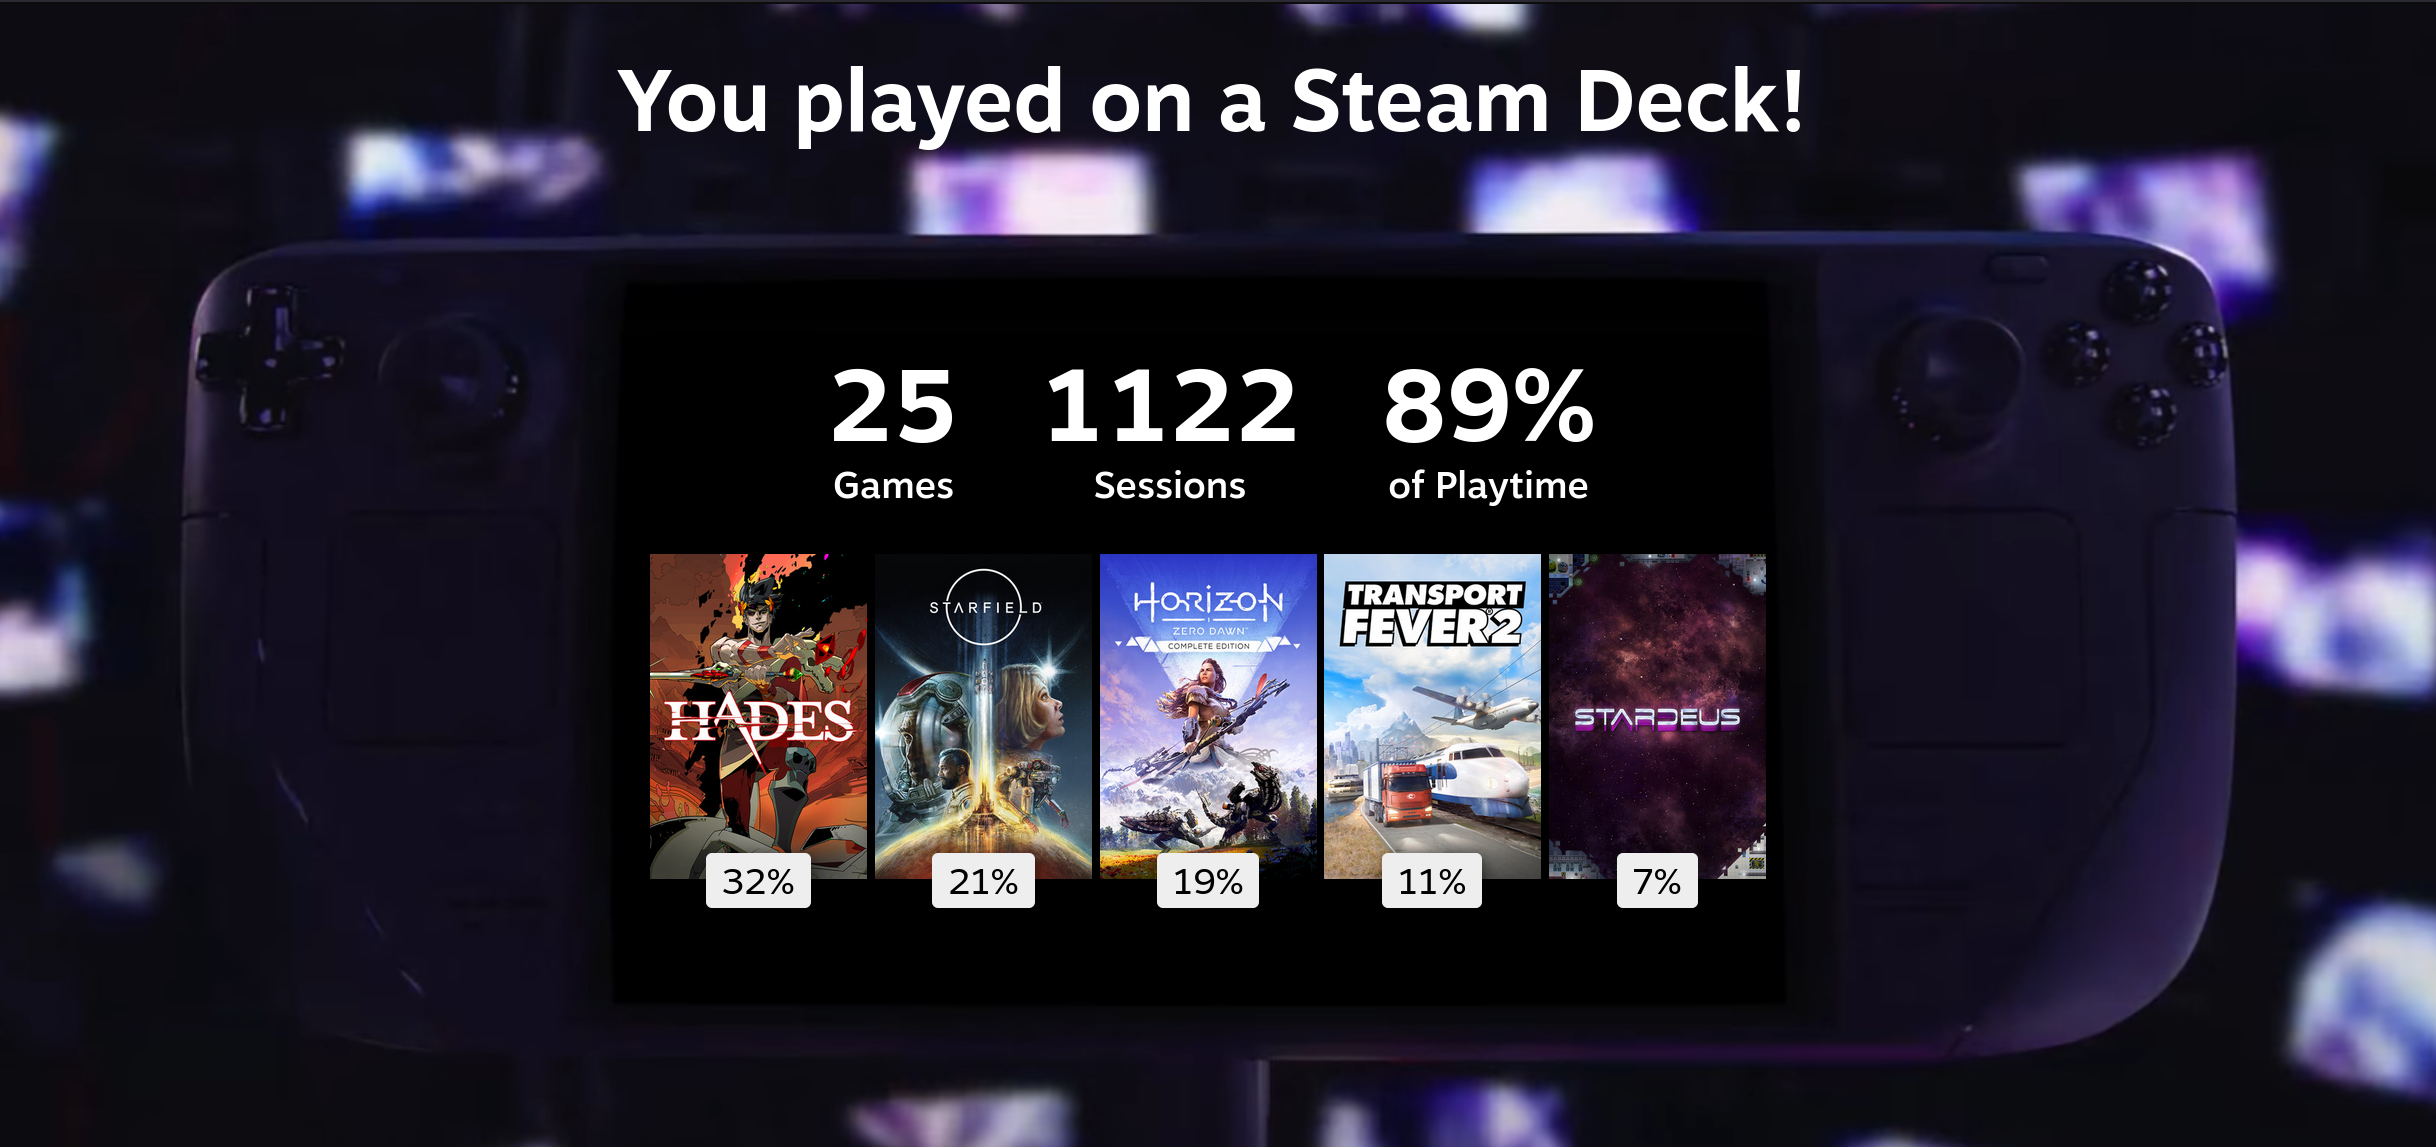 You played on a Steam Deck!
25 1122 89%
Games Sessions of Playtime
HADES
STARFIELD
HORIZON
ZERO DAWN™
COMPLETE EDITION
TRANSPORT
FEVER®2
STARDEUS
32% 21% 19% 11% 7%